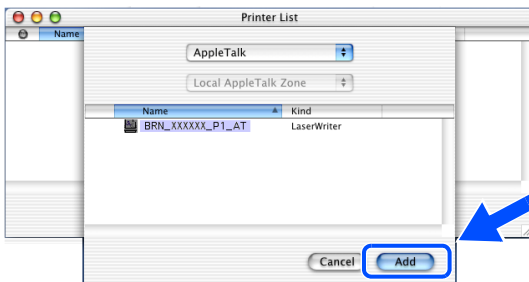 Printer List
Name
AppleTalk
Local AppleTalk Zone
Name Kind
BRN_XXXXXX_P1_AT LaserWriter
Cancel Add